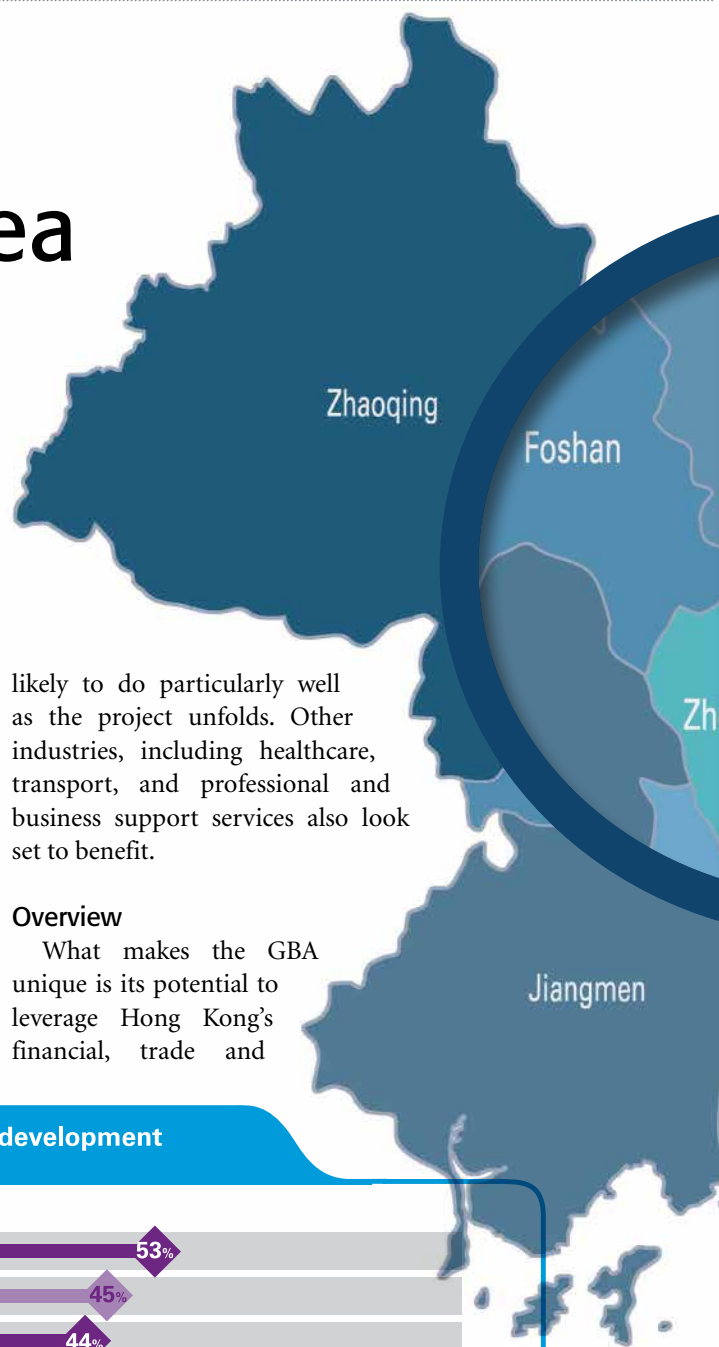 ea
Zhaoqing
Foshan
Zh
likely to do particularly well
as the project unfolds. Other
industries, including healthcare,
transport, and professional and
business support services also look
set to benefit.
Overview
What makes the GBA
unique is its potential to
leverage Hong Kong's
financial, trade and
Jiangmen
development
53%
45%
44%